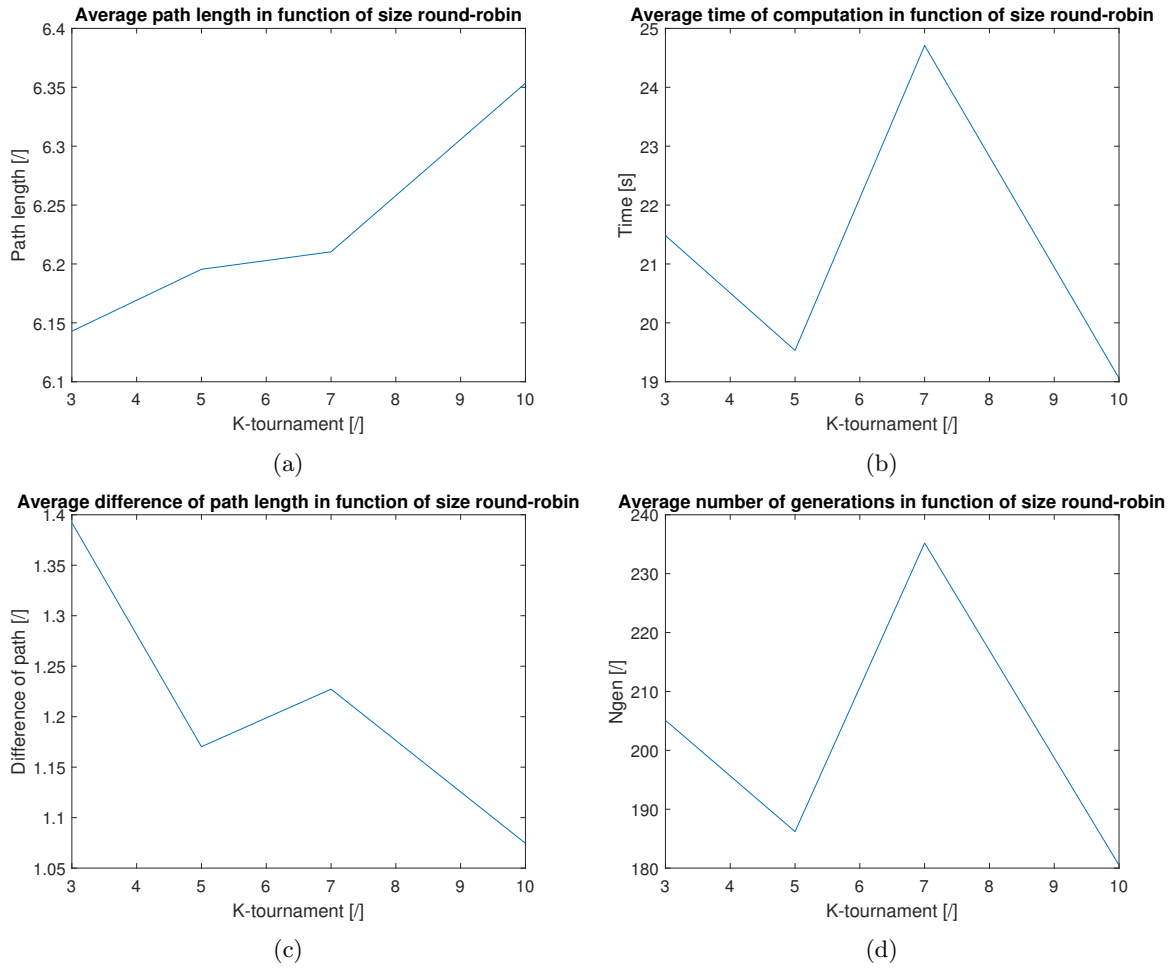 Average path length in function of size round-robin
6.4
6.35
6.3
6.25
6.2
6.15
6.1
Path length [/]
3 4 5 6 7 8 9 10
K-tournament [/]
(a)
Average time of computation in function of size round-robin
25
24
23
22
21
20
19
Time [s]
3 4 5 6 7 8 9 10
K-tournament [/]
(b)
Average difference of path length in function of size round-robin
1.4
1.35
1.3
1.25
1.2
1.15
1.1
1.05
Difference of path [/]
3 4 5 6 7 8 9 10
K-tournament [/]
(c)
Average number of generations in function of size round-robin
240
230
220
210
200
190
180
Ngen [/]
3 4 5 6 7 8 9 10
K-tournament [/]
(d)